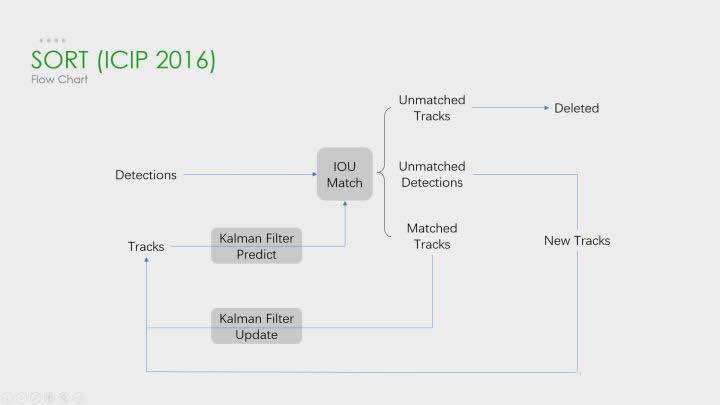 SORT (ICIP 2016)
Flow Chart
Unmatched
Tracks
Deleted
Detections
IOU
Match
Unmatched
Detections
Tracks
Kalman Filter
Predict
Matched
Tracks
New Tracks
Kalman Filter
Update